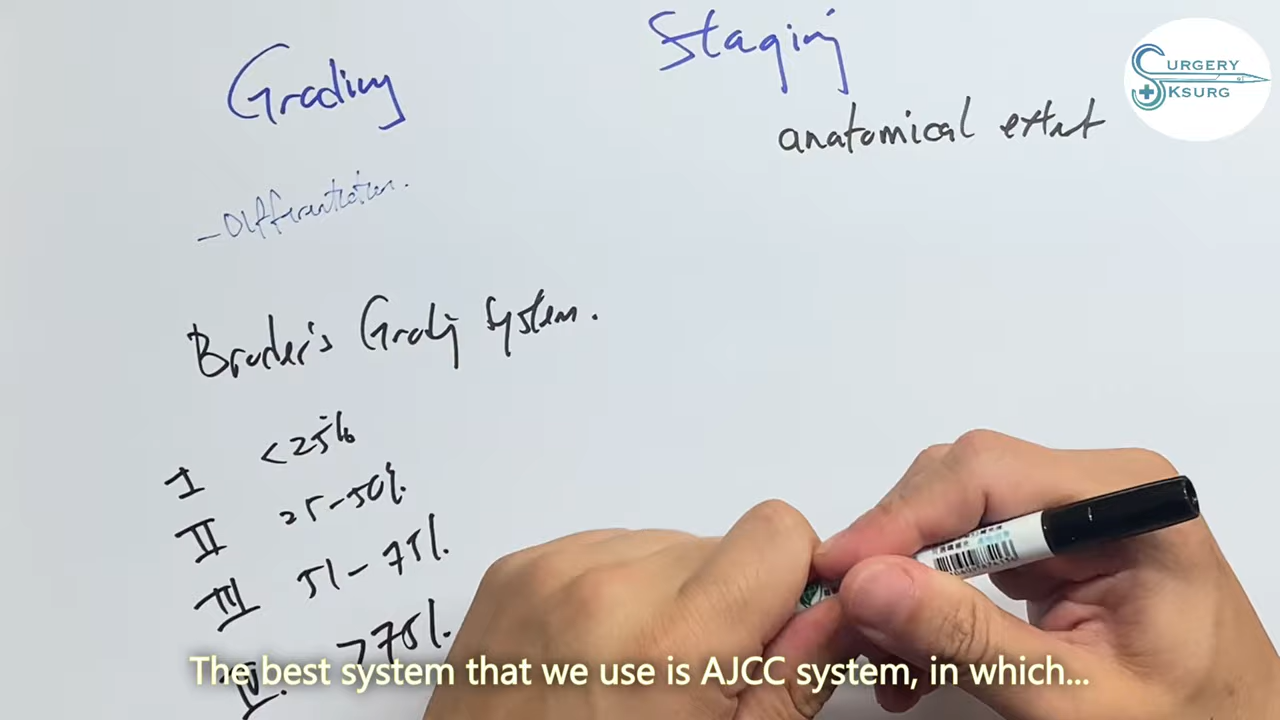 Grading
Staging
SURGERY
KSURG
anatomical extent
-Differentiation.
Broder's Grading System.
I <25%
II 25-50%
III 51-75%
IV. >75%
The best system that we use is AJCC system, in which...